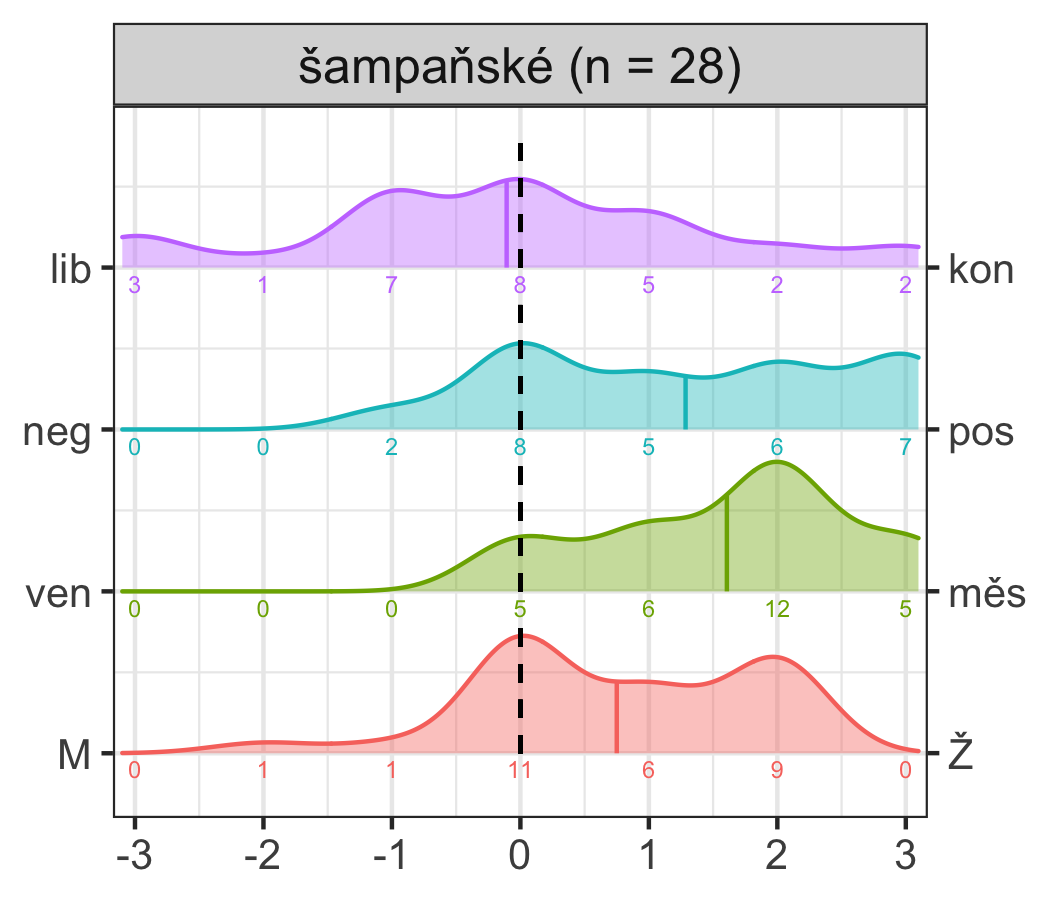 šampaňské (n = 28)
lib kon
3 1 7 8 5 2 2
neg pos
0 0 2 8 5 6 7
ven měs
0 0 0 5 6 12 5
M Ž
0 1 1 11 6 9 0
-3 -2 -1 0 1 2 3